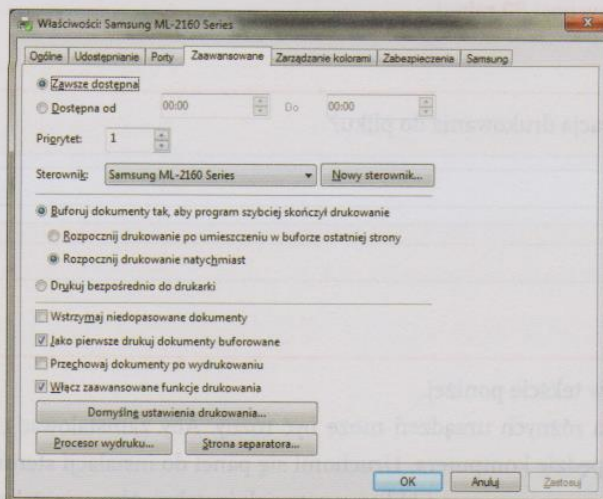 Właściwości: Samsung ML-2160 Series
Ogólne Udostępnianie Porty Zaawansowane Zarządzanie kolorami Zabezpieczenia Samsung
Zawsze dostępna
Dostępna od 00:00 Do 00:00
Priorytet: 1
Sterownik: Samsung ML-2160 Series Nowy sterownik...
Buforuj dokumenty tak, aby program szybciej skończył drukowanie
Rozpocznij drukowanie po umieszczeniu w buforze ostatniej strony
Rozpocznij drukowanie natychmiast
Drukuj bezpośrednio do drukarki
Wstrzymaj niedopasowane dokumenty
Jako pierwsze drukuj dokumenty buforowane
Przechowaj dokumenty po wydrukowaniu
Włącz zaawansowane funkcje drukowania
Domyślne ustawienia drukowania...
Procesor wydruku... Strona separatora...
OK Anuluj Zastosuj